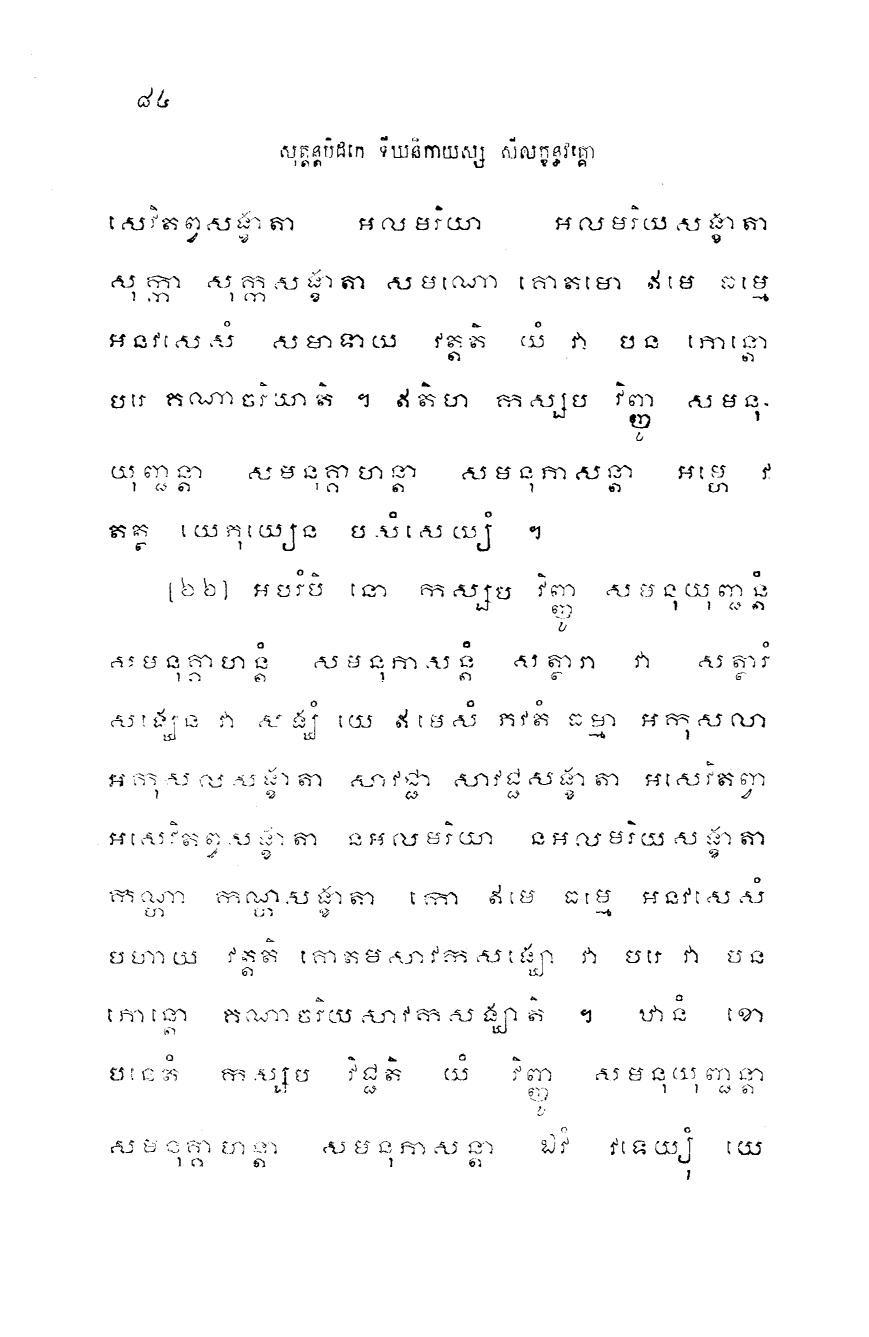 ៨៤
សុត្តន្តបិដកេ ទីឃនិកាយស្ស សីលក្ខន្ធវគ្គោ
សេវិតព្វសង្ខាតា អលមរិយា អលមរិយសង្ខាតា
សុក្កា សុក្កសង្ខាតា សមណោ គោតមោ ឥមេ ធម្មេ
អនវសេសំ សមាទាយ វត្តតិ យំ វា បន ភោន្តោ
បរេ គណាចរិយាតិ ។ ឥតិហ កស្សប វិញ្ញូ សមនុ-
យុញ្ជន្តា សមនុគ្គាហន្តា សមនុភាសន្តា អម្ហេ វ
តត្ថ យេភុយ្យេន បសំសេយ្យុំ ។
[៦៦] អបរំបិ នោ កស្សប វិញ្ញូ សមនុយុញ្ជន្តំ
សមនុគ្គាហន្តំ សមនុភាសន្តំ សត្ថារា វា សត្ថារំ
សង្ឃេន វា សង្ឃំ យេ ឥមេសំ ភវតំ ធម្មា អកុសលា
អកុសលសង្ខាតា សាវជ្ជា សាវជ្ជសង្ខាតា អសេវិតព្វា
អសេវិតព្វសង្ខាតា នអលមរិយា នអលមរិយសង្ខាតា
កណ្ហា កណ្ហសង្ខាតា កោ ឥមេ ធម្មេ អនវសេសំ
បហាយ វត្តតិ គោតមសាវកសង្ឃោ វា បរេ វា បន
ភោន្តោ គណាចរិយសាវកសង្ឃាតិ ។ ឋានំ ខោ
បនេតំ កស្សប វិជ្ជតិ យំ វិញ្ញូ សមនុយុញ្ជន្តា
សមនុគ្គាហន្តា សមនុភាសន្តា ឯវំ វទេយ្យុំ យេ